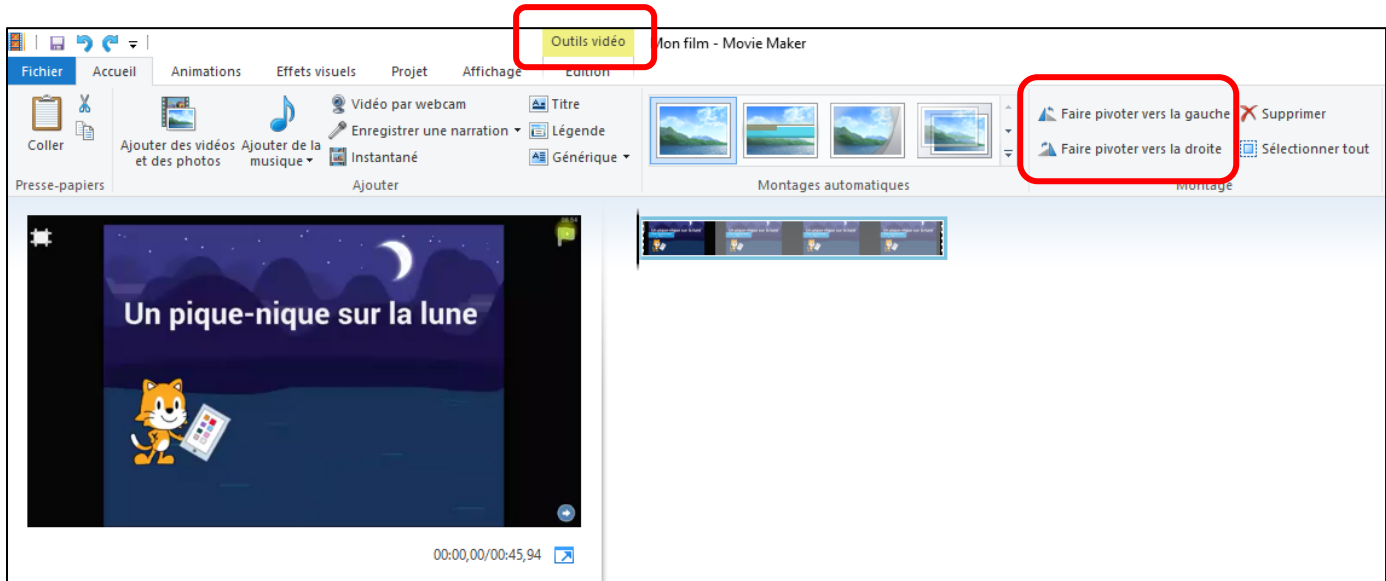 Outils vidéo
Mon film - Movie Maker
Fichier Accueil Animations Effets visuels Projet Affichage Edition
Coller
Presse-papiers
Ajouter des vidéos
et des photos
Ajouter de la
musique
Vidéo par webcam
Enregistrer une narration
Instantané
Titre
Légende
Générique
Ajouter
Montages automatiques
Faire pivoter vers la gauche
Faire pivoter vers la droite
Supprimer
Sélectionner tout
Montage
Un pique-nique sur la lune
00:00,00/00:45,94